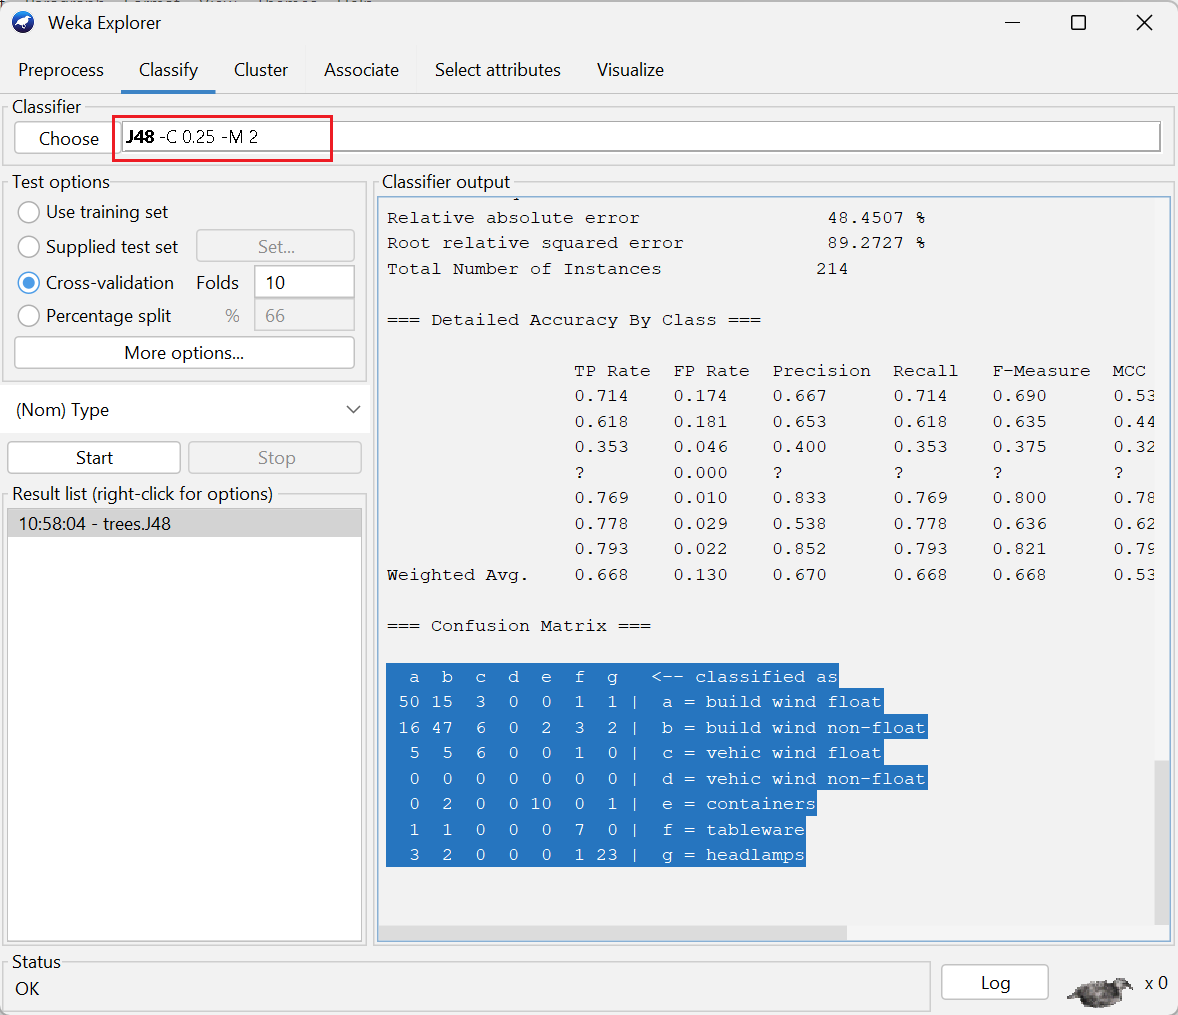 Weka Explorer
Preprocess Classify Cluster Associate Select attributes Visualize
Classifier
Choose J48 -C 0.25 -M 2
Test options
Use training set
Supplied test set Set...
Cross-validation Folds 10
Percentage split % 66
More options...
(Nom) Type
Start Stop
Result list (right-click for options)
10:58:04 - trees.J48
Classifier output
Relative absolute error 48.4507 %
Root relative squared error 89.2727 %
Total Number of Instances 214
=== Detailed Accuracy By Class ===
TP Rate FP Rate Precision Recall F-Measure MCC
0.714 0.174 0.667 0.714 0.690 0.53
0.618 0.181 0.653 0.618 0.635 0.44
0.353 0.046 0.400 0.353 0.375 0.32
? 0.000 ? ? ? ?
0.769 0.010 0.833 0.769 0.800 0.78
0.778 0.029 0.538 0.778 0.636 0.62
0.793 0.022 0.852 0.793 0.821 0.79
Weighted Avg. 0.668 0.130 0.670 0.668 0.668 0.53
=== Confusion Matrix ===
a b c d e f g <-- classified as
50 15 3 0 0 1 1 | a = build wind float
16 47 6 0 2 3 2 | b = build wind non-float
5 5 6 0 0 1 0 | c = vehic wind float
0 0 0 0 0 0 0 | d = vehic wind non-float
0 2 0 0 10 0 1 | e = containers
1 1 0 0 0 7 0 | f = tableware
3 2 0 0 0 1 23 | g = headlamps
Status
OK
Log x 0